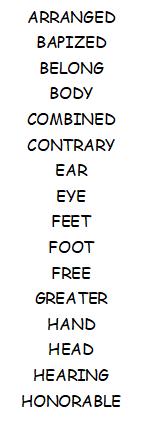 ARRANGED
BAPIZED
BELONG
BODY
COMBINED
CONTRARY
EAR
EYE
FEET
FOOT
FREE
GREATER
HAND
HEAD
HEARING
HONORABLE